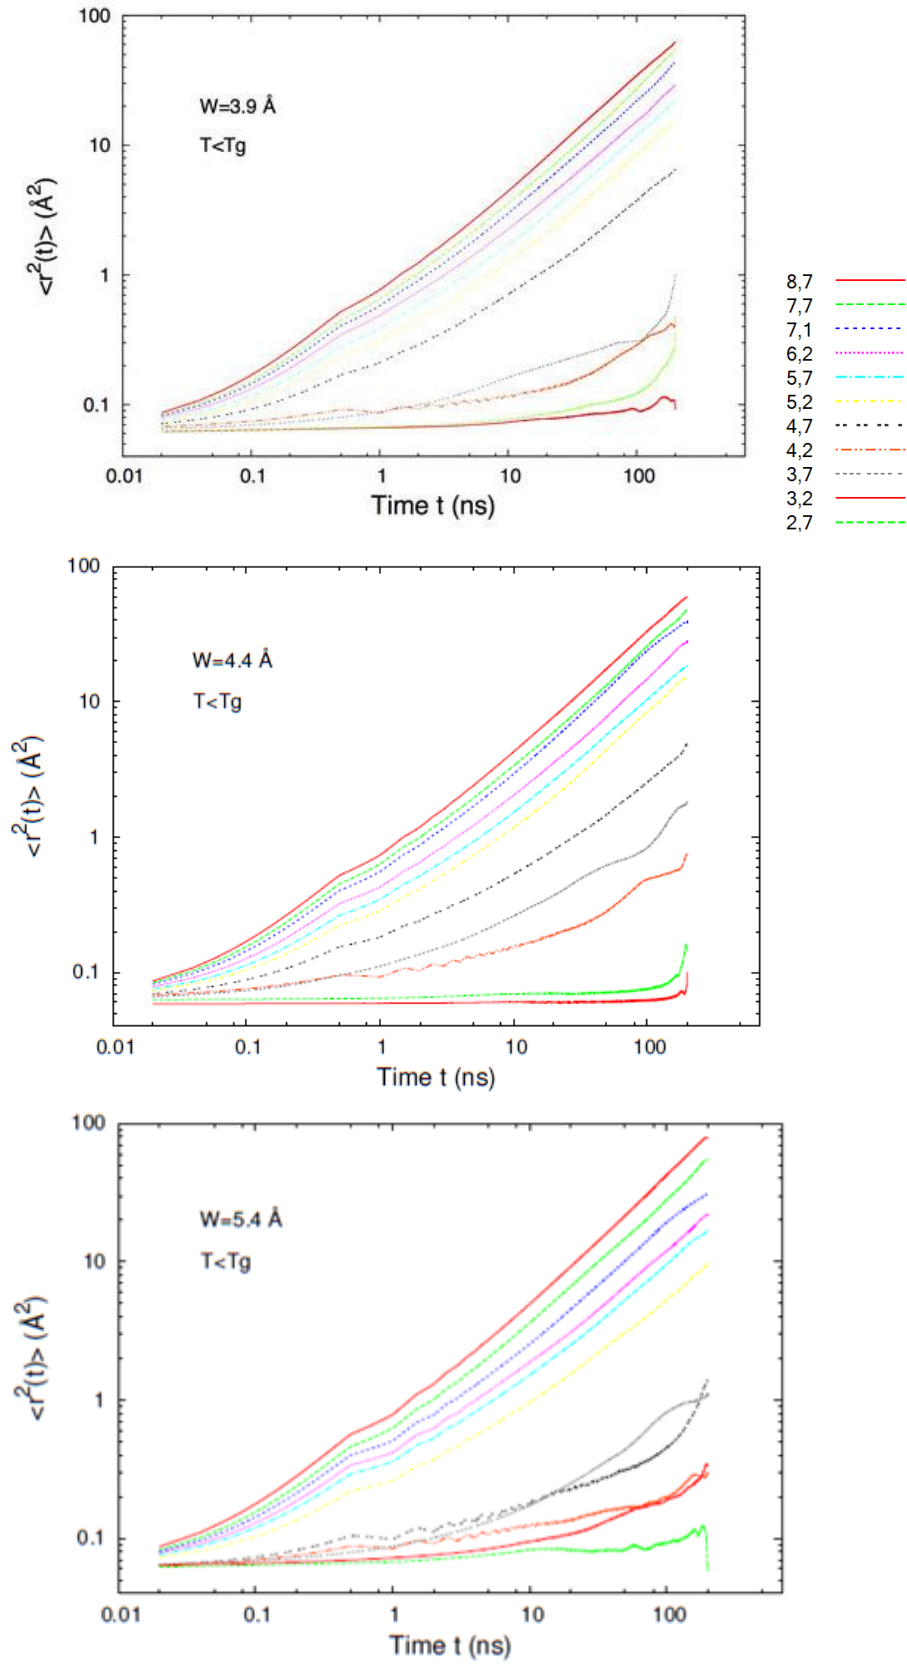 100
W=3.9 Å
T<Tg
10
<r²(t)> (Å²)
1
0.1
0.01 0.1 1 10 100
Time t (ns)
8,7
7,7
7,1
6,2
5,7
5,2
4,7
4,2
3,7
3,2
2,7
100
W=4.4 Å
T<Tg
10
<r²(t)> (Å²)
1
0.1
0.01 0.1 1 10 100
Time t (ns)
100
W=5.4 Å
T<Tg
10
<r²(t)> (Å²)
1
0.1
0.01 0.1 1 10 100
Time t (ns)